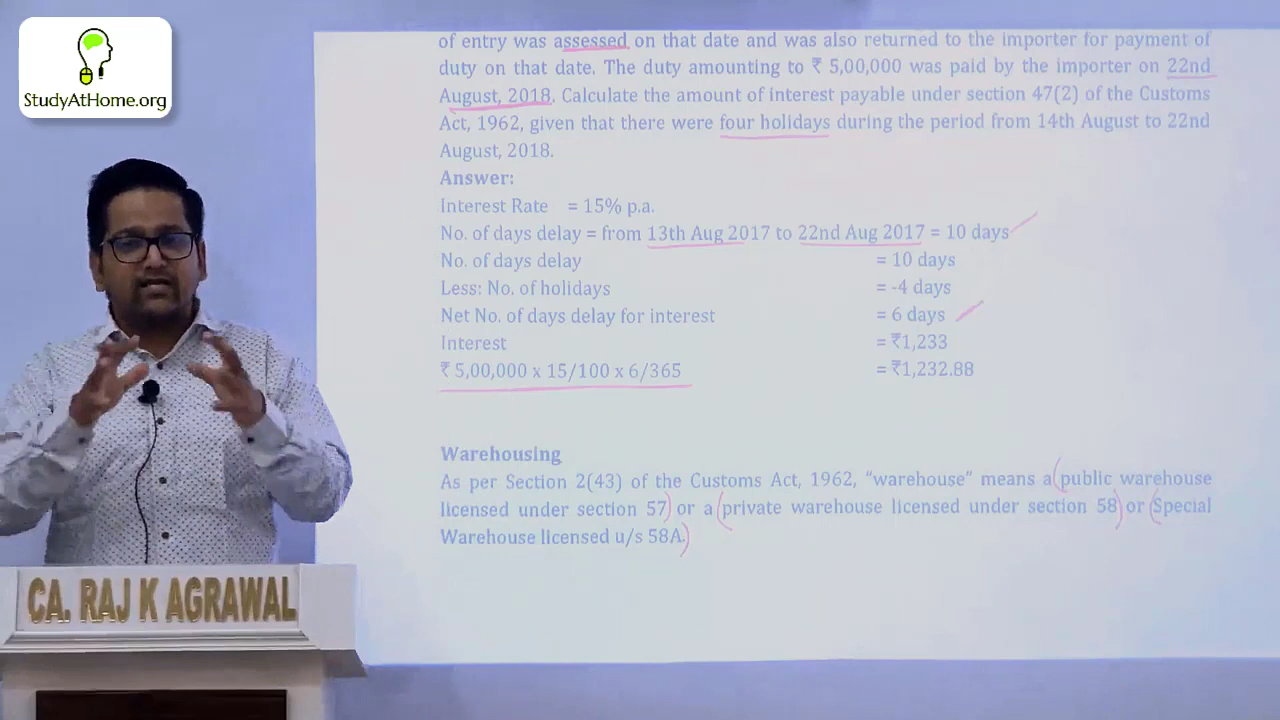 StudyAtHome.org
of entry was assessed on that date and was also returned to the importer for payment of
duty on that date. The duty amounting to ₹ 5,00,000 was paid by the importer on 22nd
August, 2018. Calculate the amount of interest payable under section 47(2) of the Customs
Act, 1962, given that there were four holidays during the period from 14th August to 22nd
August, 2018.
Answer:
Interest Rate = 15% p.a.
No. of days delay = from 13th Aug 2017 to 22nd Aug 2017 = 10 days
No. of days delay = 10 days
Less: No. of holidays = -4 days
Net No. of days delay for interest = 6 days
Interest = ₹1,233
₹ 5,00,000 x 15/100 x 6/365 = ₹1,232.88
Warehousing
As per Section 2(43) of the Customs Act, 1962, “warehouse” means a public warehouse
licensed under section 57 or a private warehouse licensed under section 58 or Special
Warehouse licensed u/s 58A.
CA. RAJ K AGRAWAL